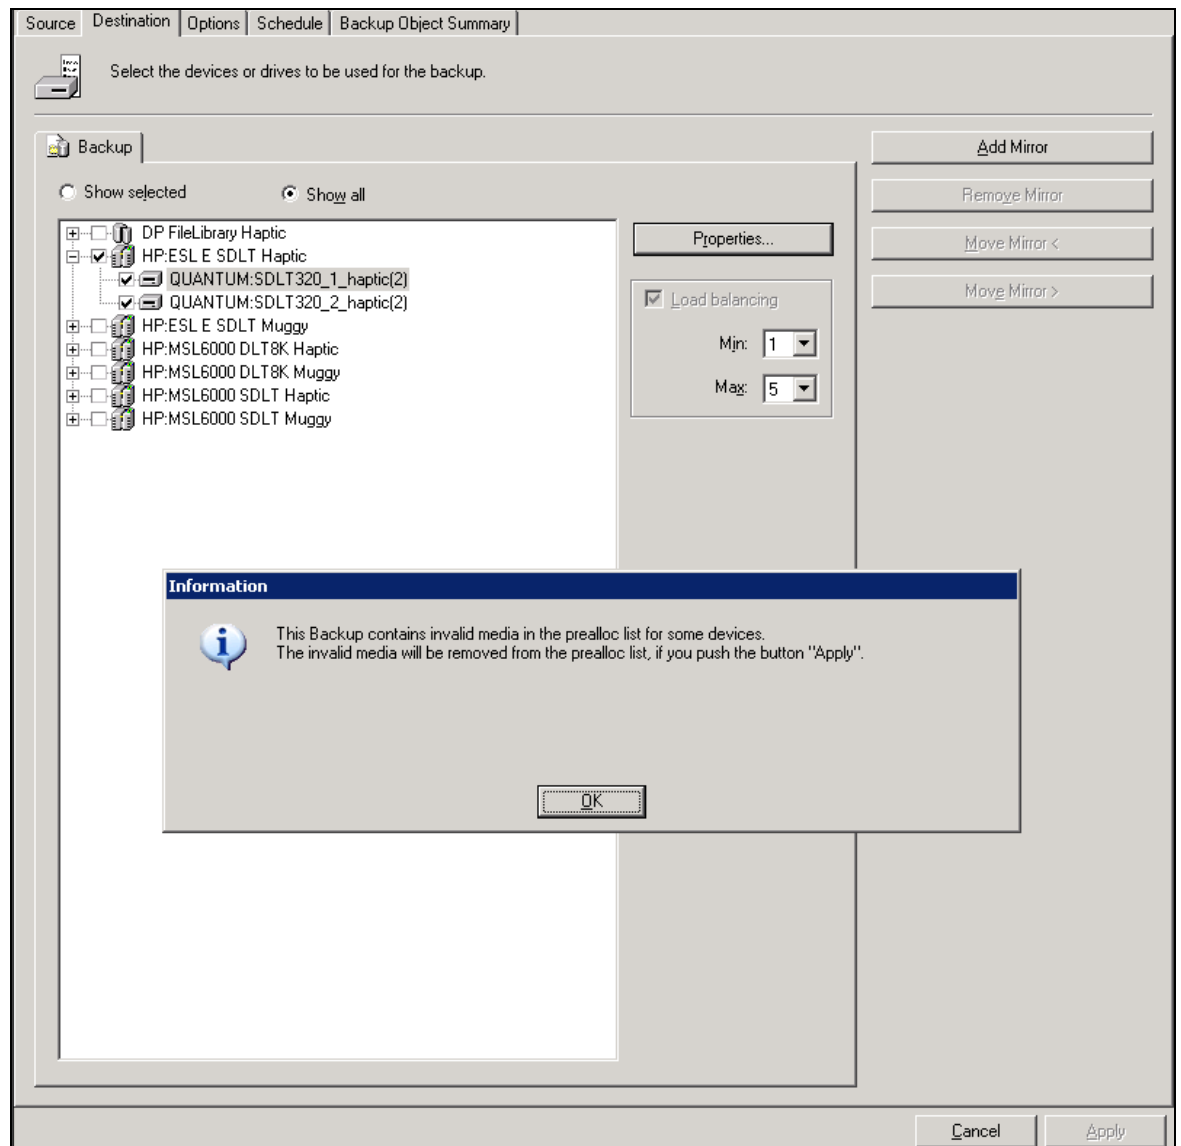 Source Destination Options Schedule Backup Object Summary
Select the devices or drives to be used for the backup.
Backup
Show selected Show all
DP FileLibrary Haptic
HP:ESL E SDLT Haptic
QUANTUM:SDLT320_1_haptic(2)
QUANTUM:SDLT320_2_haptic(2)
HP:ESL E SDLT Muggy
HP:MSL6000 DLT8K Haptic
HP:MSL6000 DLT8K Muggy
HP:MSL6000 SDLT Haptic
HP:MSL6000 SDLT Muggy
Properties...
Load balancing
Min: 1
Max: 5
Add Mirror
Remove Mirror
Move Mirror <
Move Mirror >
Information
This Backup contains invalid media in the prealloc list for some devices.
The invalid media will be removed from the prealloc list, if you push the button "Apply".
OK
Cancel Apply